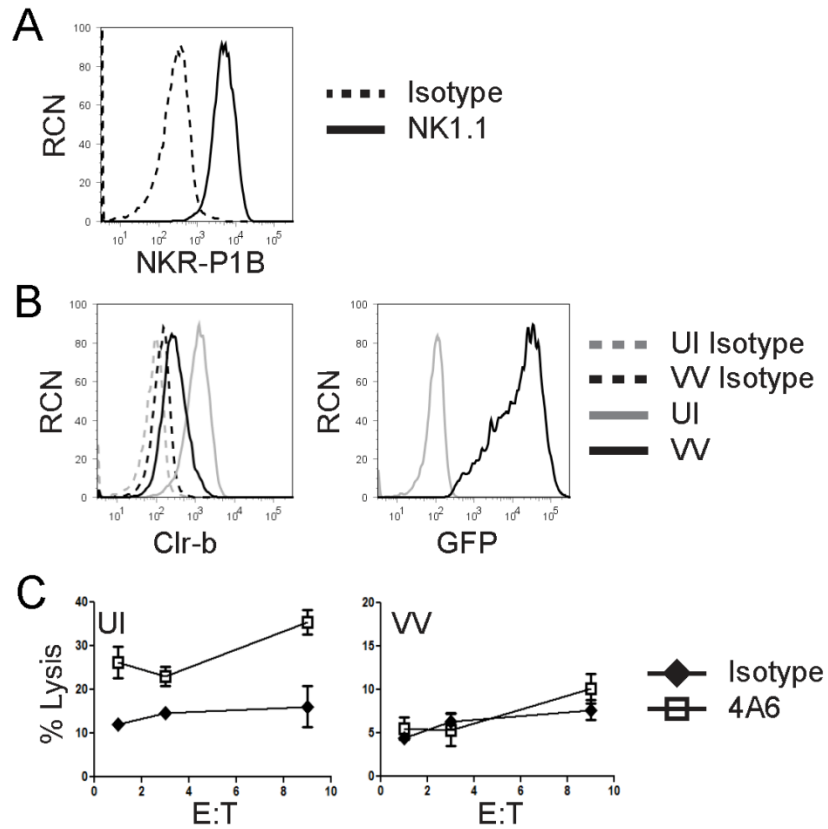 A
RCN
100
80
60
40
20
0
10¹ 10² 10³ 10⁴ 10⁵
NKR-P1B
Isotype
NK1.1
B
RCN
100
80
60
40
20
0
10¹ 10² 10³ 10⁴ 10⁵
Clr-b
RCN
100
80
60
40
20
0
10¹ 10² 10³ 10⁴ 10⁵
GFP
UI Isotype
VV Isotype
UI
VV
C
UI
% Lysis
40
30
20
10
0
0 2 4 6 8 10
E:T
VV
20
15
10
5
0
0 2 4 6 8 10
E:T
Isotype
4A6